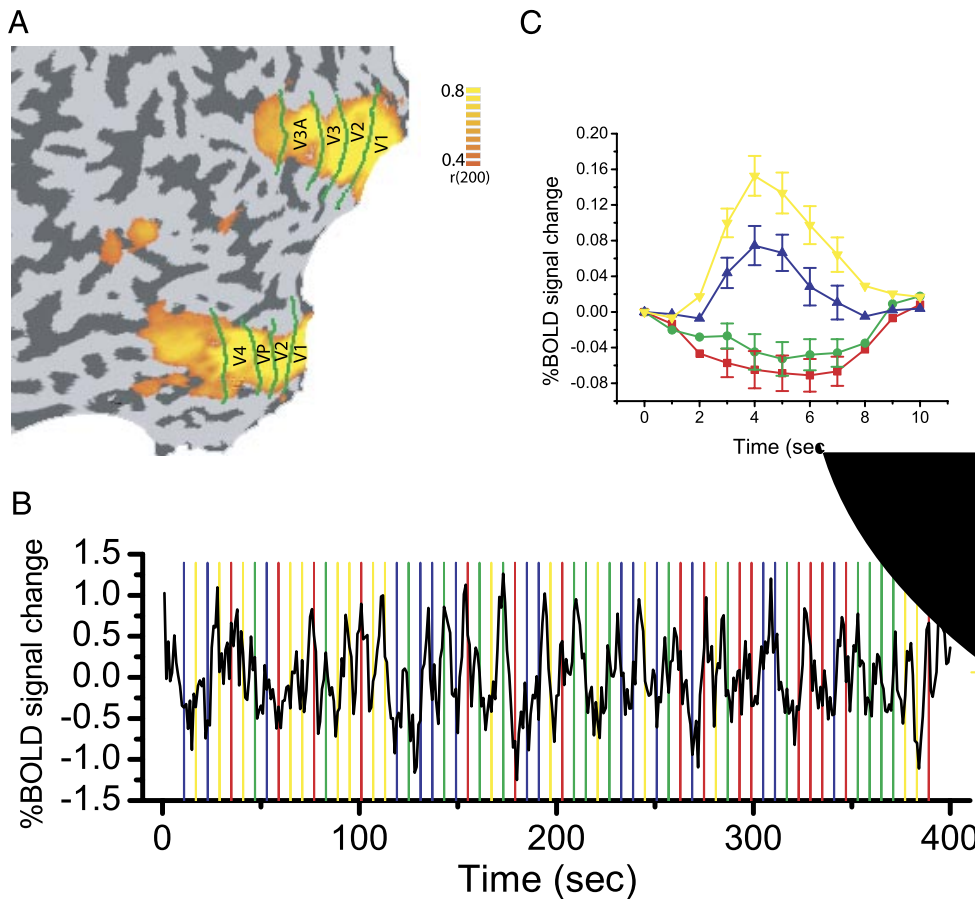 A
V3A
V3
V2
V1
V4
VP
V2
V1
0.8
0.4
r(200)
C
%BOLD signal change
0.20
0.16
0.12
0.08
0.04
0.00
-0.04
-0.08
0 2 4 6 8 10
Time (sec
B
%BOLD signal change
1.5
1.0
0.5
0.0
-0.5
-1.0
-1.5
0 100 200 300 400
Time (sec)